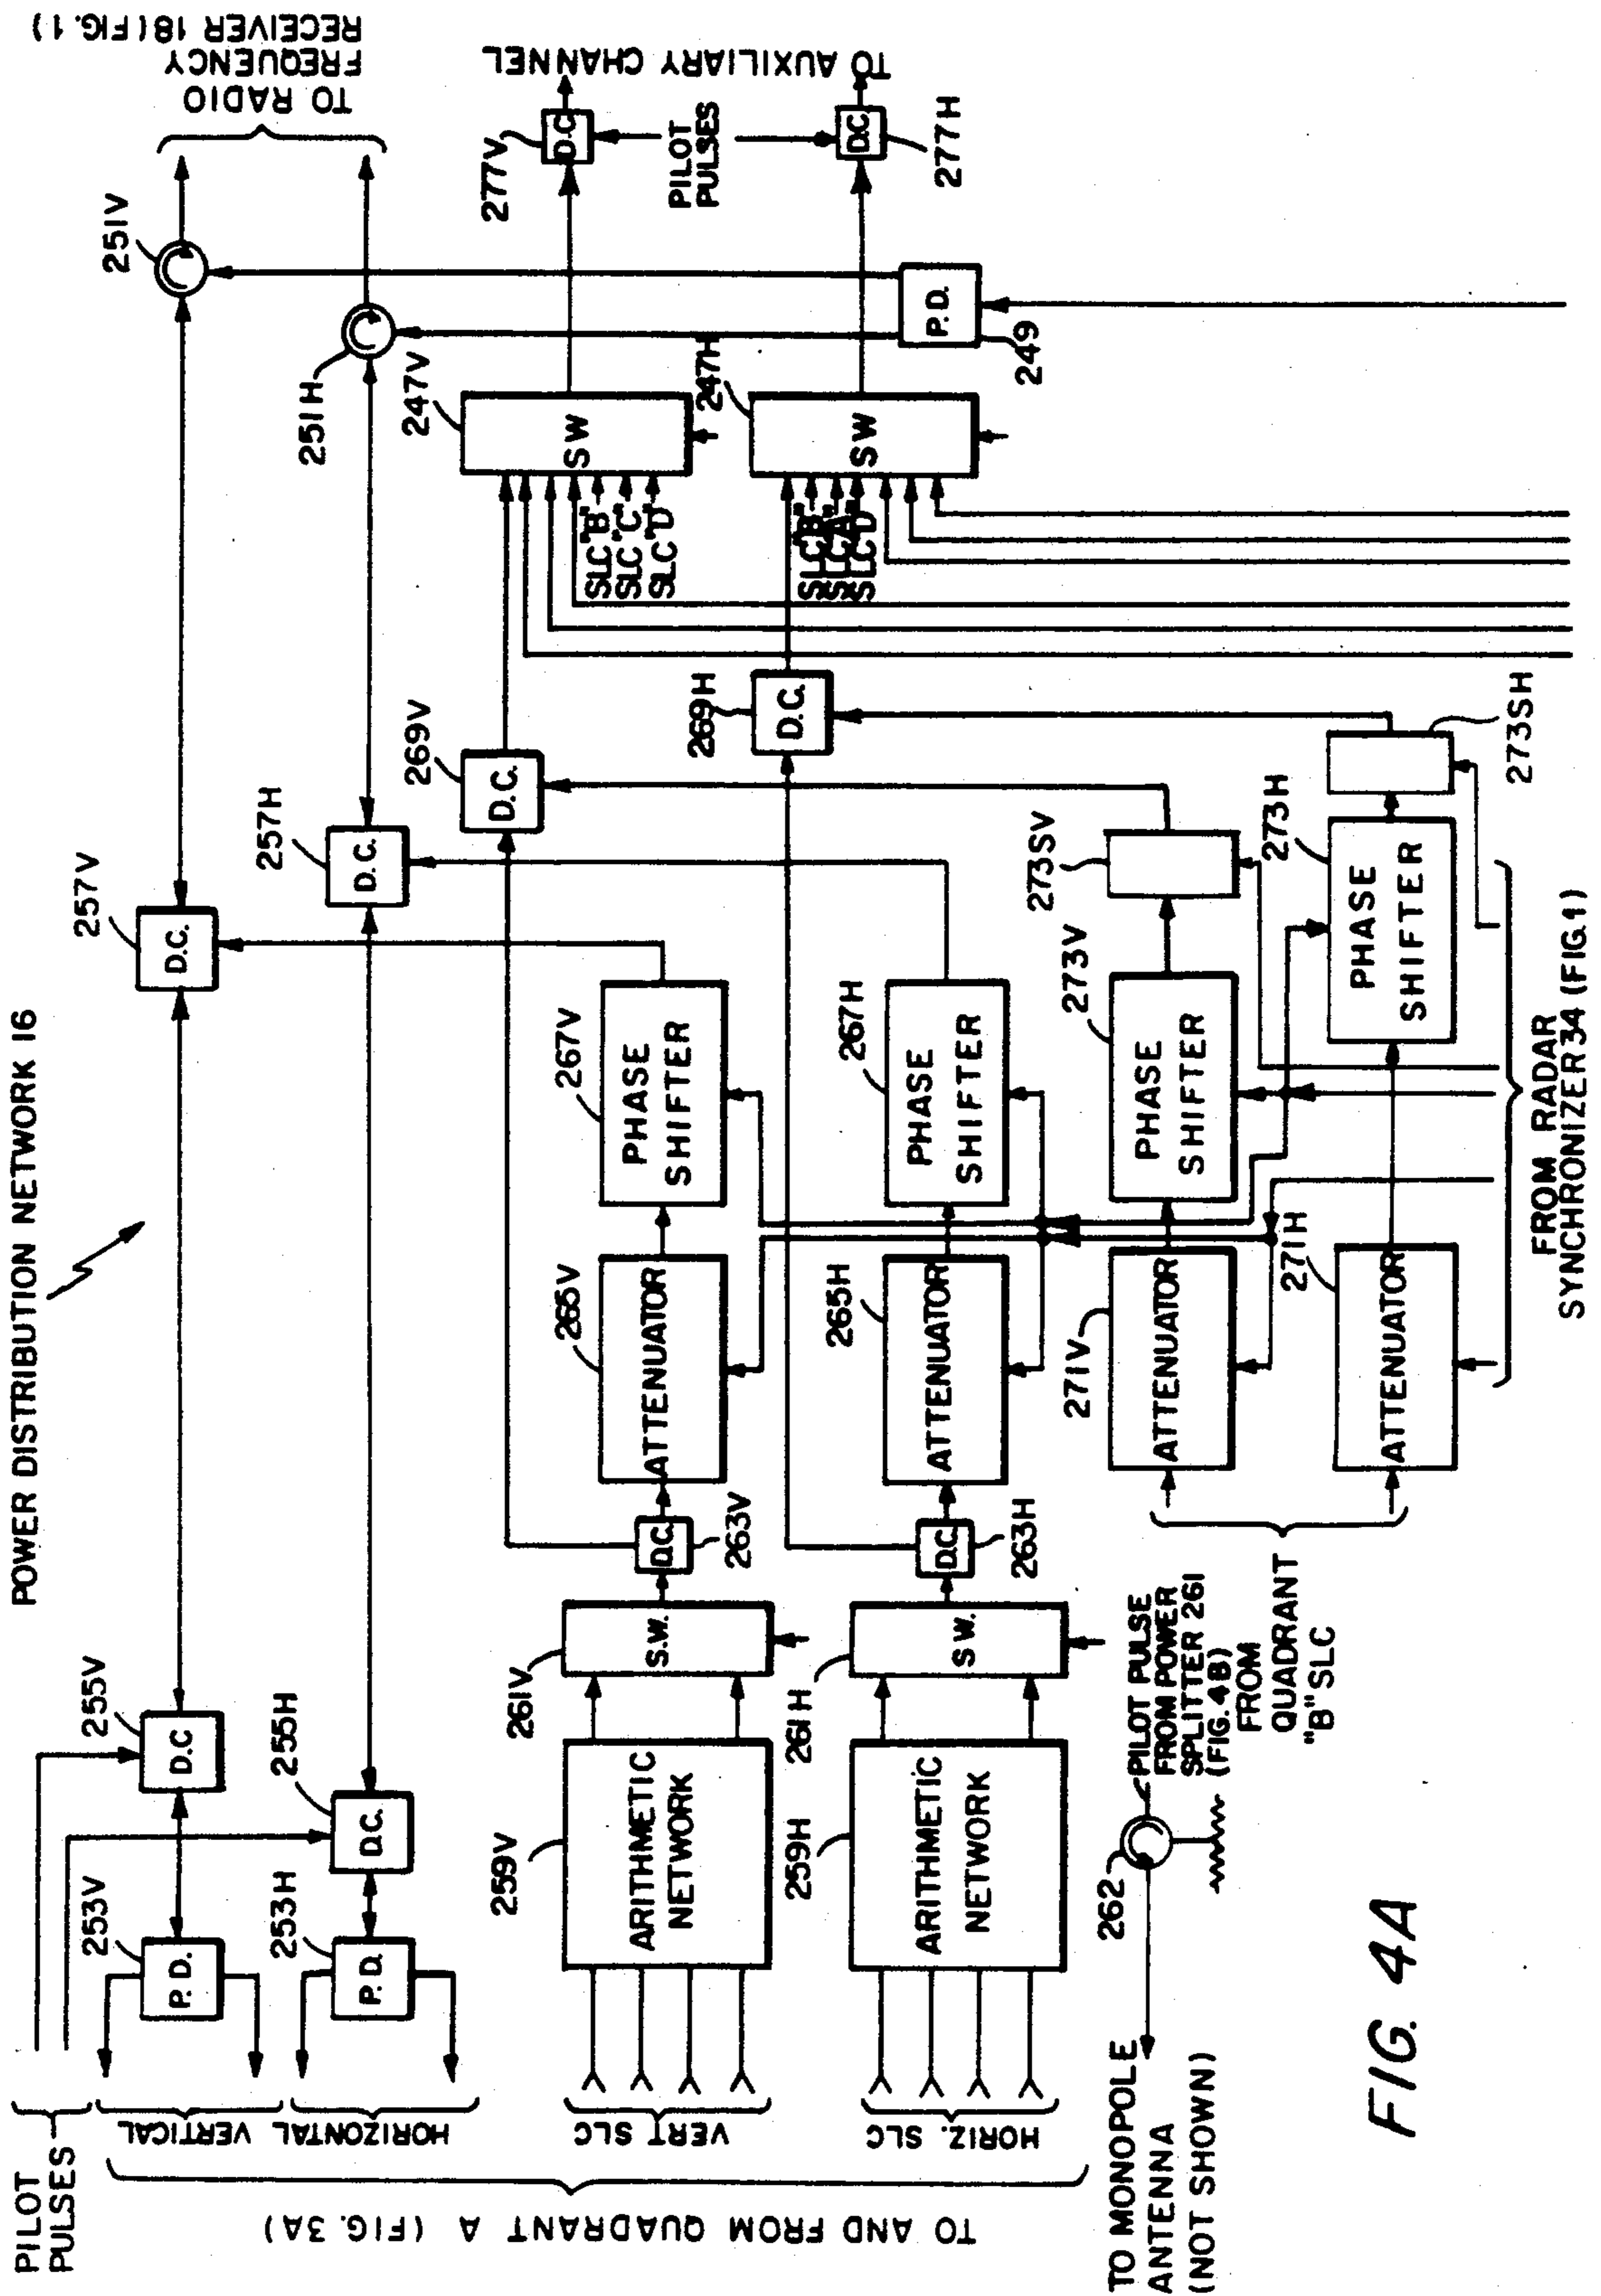 POWER DISTRIBUTION NETWORK 16
PILOT
PULSES
VERTICAL
HORIZONTAL
VERT SLC
HORIZ. SLC
TO AND FROM QUADRANT A (FIG. 3A)
253V
P.D.
255V
D.C
257V
D.C.
251V
TO RADIO
FREQUENCY
RECEIVER 18 (FIG. 1)
253H
P.D.
255H
D.C.
257H
D.C.
251H
259V
ARITHMETIC
NETWORK
261V
S.W.
D.C.
263V
265V
ATTENUATOR
267V
PHASE
SHIFTER
269V
D.C.
247V
SW
SLC "B"
SLC "C"
SLC "D"
277V
D.C
TO AUXILIARY CHANNEL
PILOT
PULSES
259H
ARITHMETIC
NETWORK
261H
SW.
D.C.
263H
265H
ATTENUATOR
267H
PHASE
SHIFTER
269H
D.C.
247H
SW
SLC "B"
SLC "A"
SLC "D"
D.C.
277H
P.D.
249
271V
ATTENUATOR
273V
PHASE
SHIFTER
273SV
271H
ATTENUATOR
273H
PHASE
SHIFTER
273SH
262
PILOT PULSE
FROM POWER
SPLITTER 261
(FIG. 4B)
FROM
QUADRANT
"B" SLC
TO MONOPOLE
ANTENNA
(NOT SHOWN)
FROM RADAR
SYNCHRONIZER 34 (FIG.1)
FIG. 4A